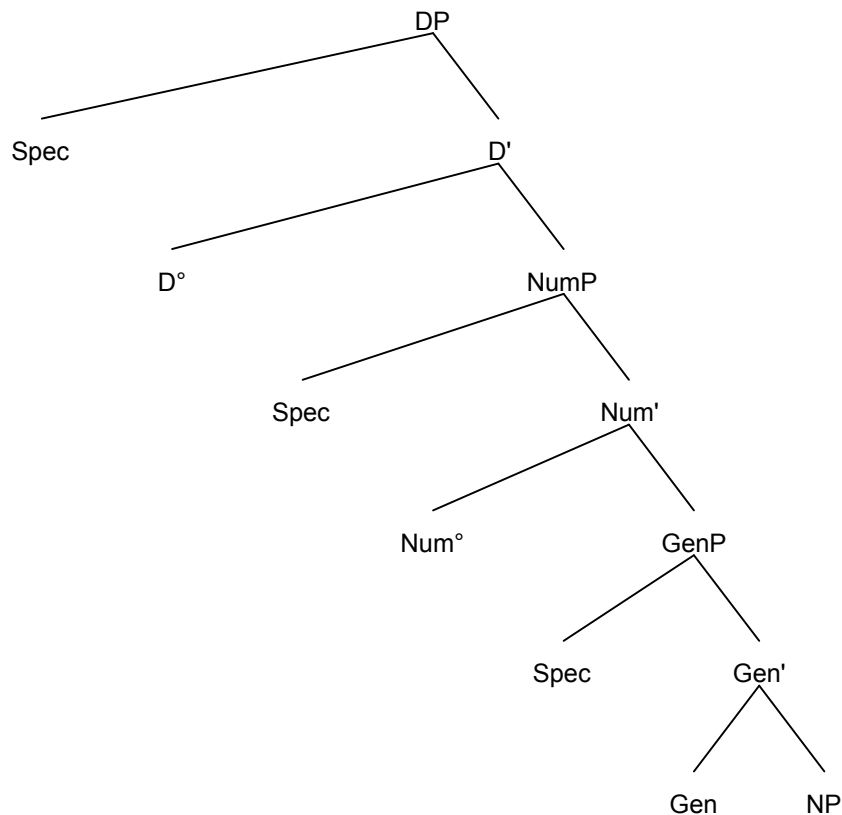 DP
Spec D'
D° NumP
Spec Num'
Num° GenP
Spec Gen'
Gen NP